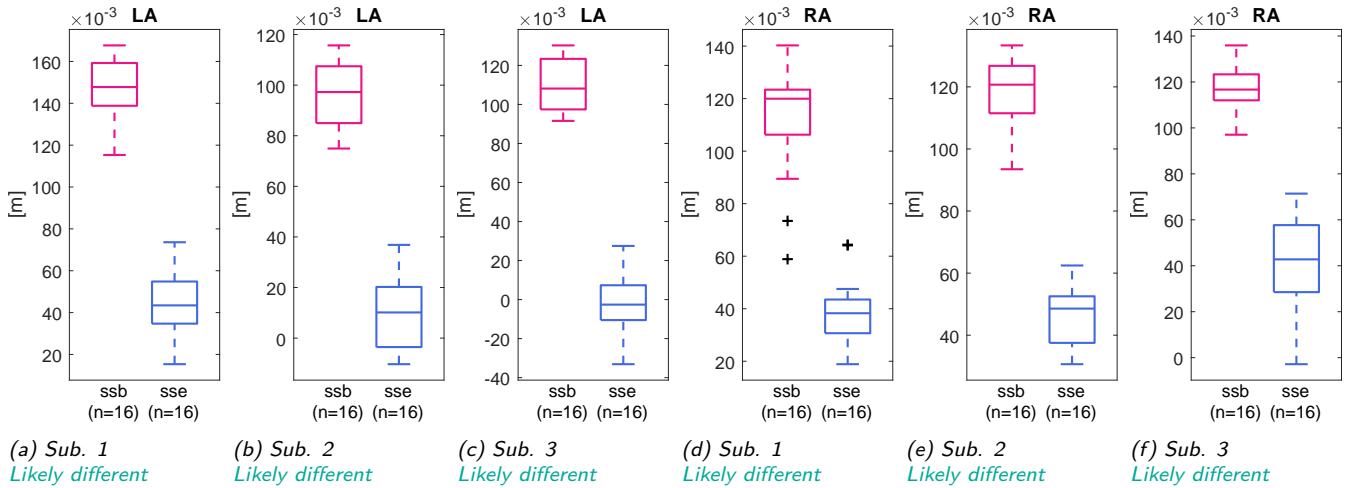 ×10⁻³ LA
160
140
120
100
80
60
40
20
[m]
ssb sse
(n=16) (n=16)
(a) Sub. 1
Likely different
×10⁻³ LA
120
100
80
60
40
20
0
[m]
ssb sse
(n=16) (n=16)
(b) Sub. 2
Likely different
×10⁻³ LA
120
100
80
60
40
20
0
-20
-40
[m]
ssb sse
(n=16) (n=16)
(c) Sub. 3
Likely different
×10⁻³ RA
140
120
100
80
60
40
20
[m]
ssb sse
(n=16) (n=16)
(d) Sub. 1
Likely different
×10⁻³ RA
120
100
80
60
40
[m]
ssb sse
(n=16) (n=16)
(e) Sub. 2
Likely different
×10⁻³ RA
140
120
100
80
60
40
20
0
[m]
ssb sse
(n=16) (n=16)
(f) Sub. 3
Likely different